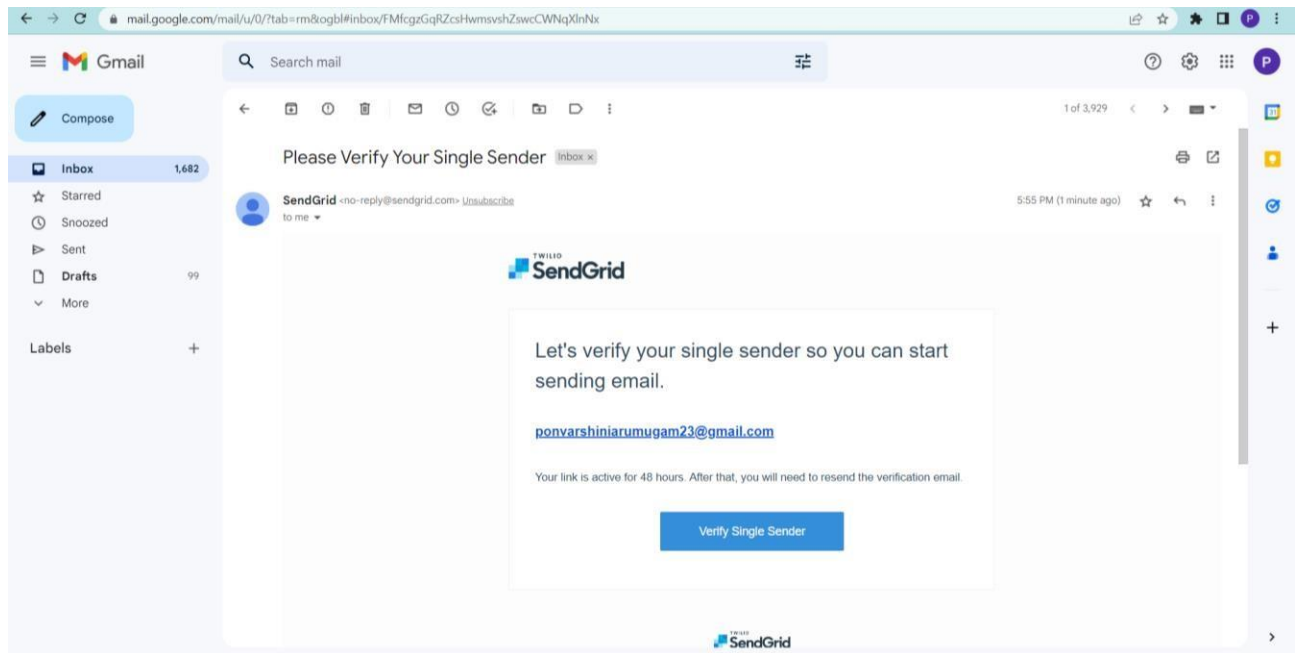 mail.google.com/mail/u/0/?tab=rm&ogbl#inbox/FMfcgzGqRZcsHwmsvshZswcCWNqXlnNx
P
Gmail
Search mail
P
Compose
1 of 3,929
31
Please Verify Your Single Sender Inbox x
Inbox 1,682
Starred
SendGrid <no-reply@sendgrid.com> Unsubscribe 5:55 PM (1 minute ago)
to me
Snoozed
Sent
Drafts 99
More
Labels
TWILIO
SendGrid
Let's verify your single sender so you can start
sending email.
ponvarshiniarumugam23@gmail.com
Your link is active for 48 hours. After that, you will need to resend the verification email.
Verify Single Sender
TWILIO
SendGrid